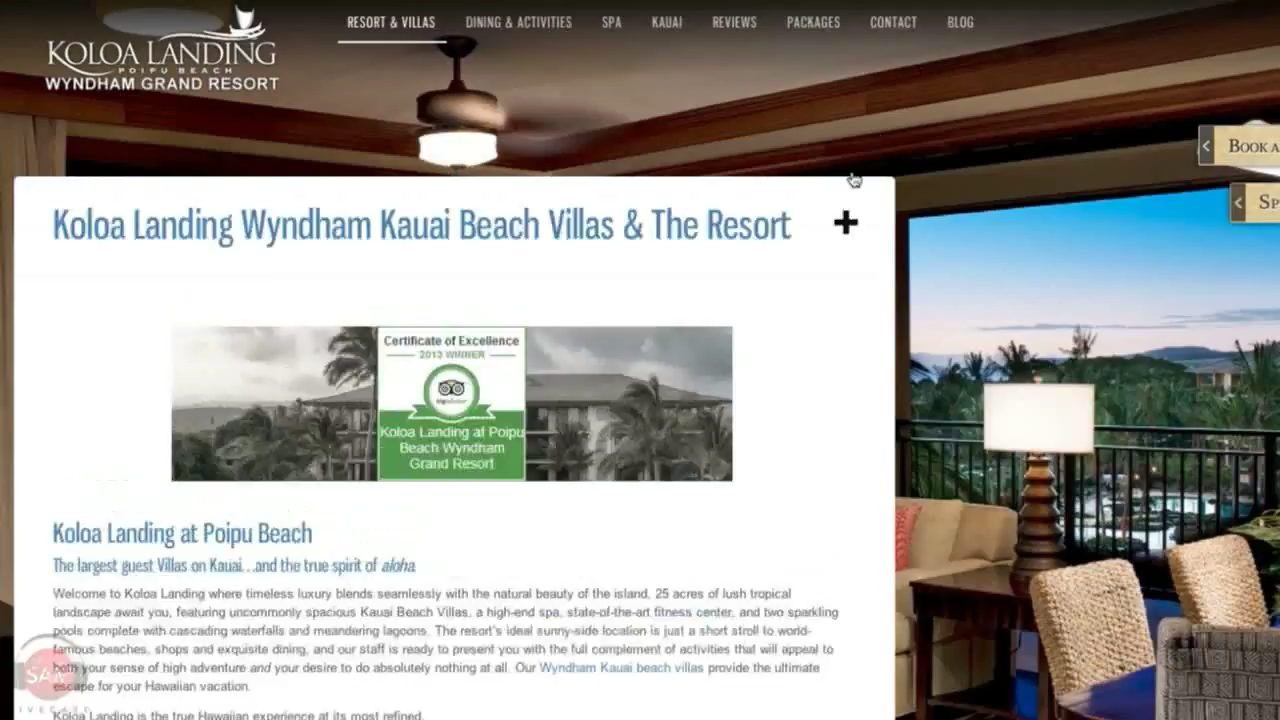 RESORT & VILLAS DINING & ACTIVITIES SPA KAUAI REVIEWS PACKAGES CONTACT BLOG
KOLOA LANDING
POIPU BEACH
WYNDHAM GRAND RESORT
BOOK A
SP
Koloa Landing Wyndham Kauai Beach Villas & The Resort
Certificate of Excellence
2013 WINNER
tripadvisor
Koloa Landing at Poipu
Beach Wyndham
Grand Resort
Koloa Landing at Poipu Beach
The largest guest Villas on Kauai…and the true spirit of aloha
Welcome to Koloa Landing where timeless luxury blends seamlessly with the natural beauty of the island. 25 acres of lush tropical
landscape await you, featuring uncommonly spacious Kauai Beach Villas, a high-end spa, state-of-the-art fitness center, and two sparkling
pools complete with cascading waterfalls and meandering lagoons. The resort's ideal sunny-side location is just a short stroll to world-
famous beaches, shops and exquisite dining, and our staff is ready to present you with the full complement of activities that will appeal to
both your sense of high adventure and your desire to do absolutely nothing at all. Our Wyndham Kauai beach villas provide the ultimate
escape for your Hawaiian vacation.
Koloa Landing is the true Hawaiian experience at its most refined.